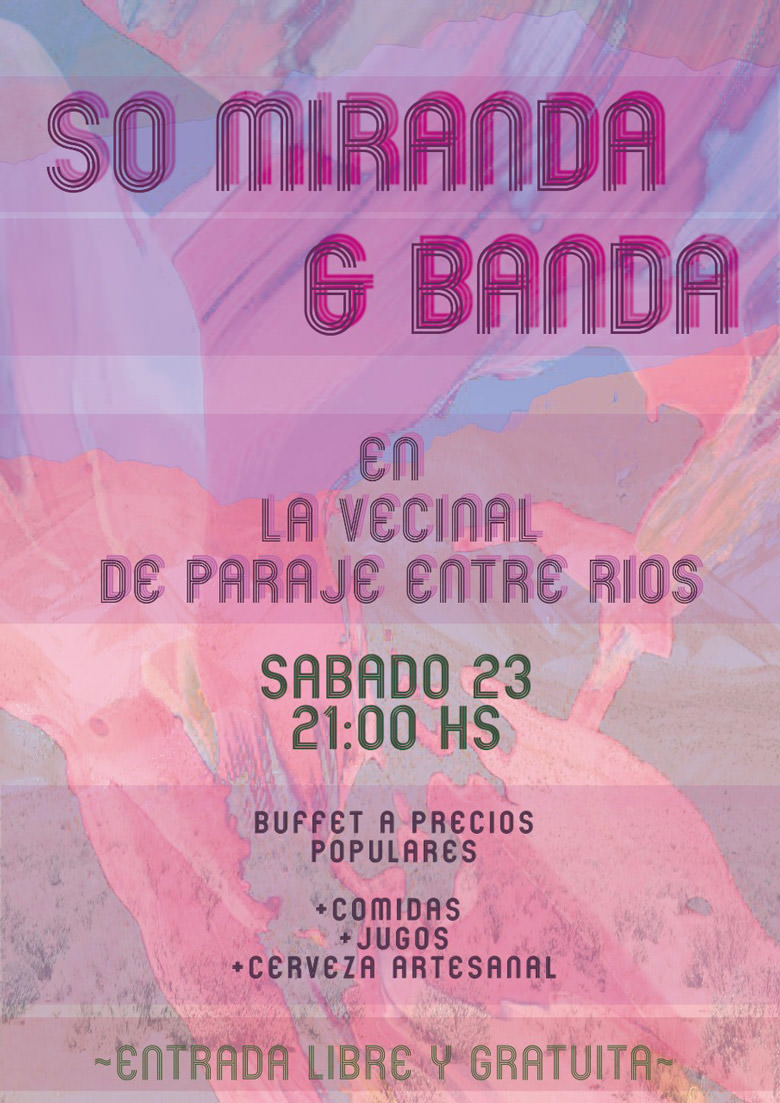 SO MIRANDA
& BANDA
EN
LA VECINAL
DE PARAJE ENTRE RIOS
SABADO 23
21:00 HS
BUFFET A PRECIOS
POPULARES
+COMIDAS
+JUGOS
+CERVEZA ARTESANAL
~ENTRADA LIBRE Y GRATUITA~